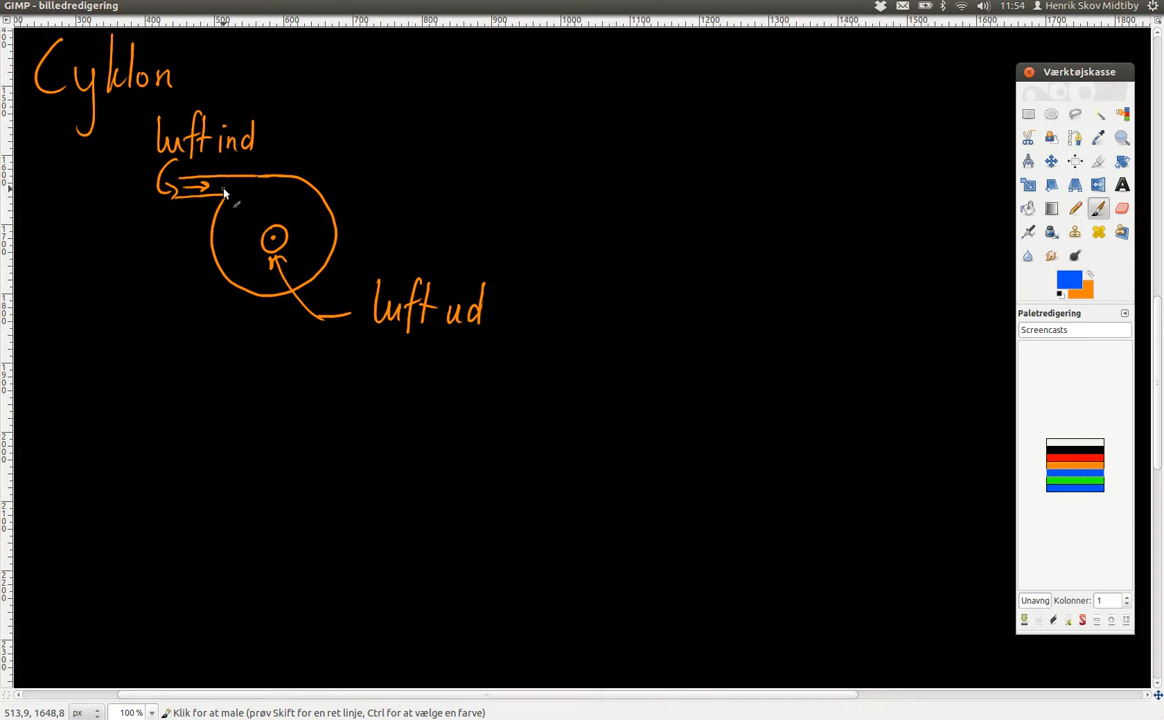 GIMP - billedredigering
11:54
Henrik Skov Midtiby
Cyklon
luft ind
luft ud
Værktøjskasse
Paletredigering
Screencasts
Unavng
Kolonner:
1
513,9, 1648,8
px
100%
Klik for at male (prøv Skift for en ret linje, Ctrl for at vælge en farve)